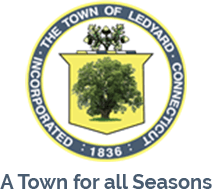 · THE TOWN OF LEDYARD · CONNECTICUT
INCORPORATED
: 1836 :
A Town for all Seasons